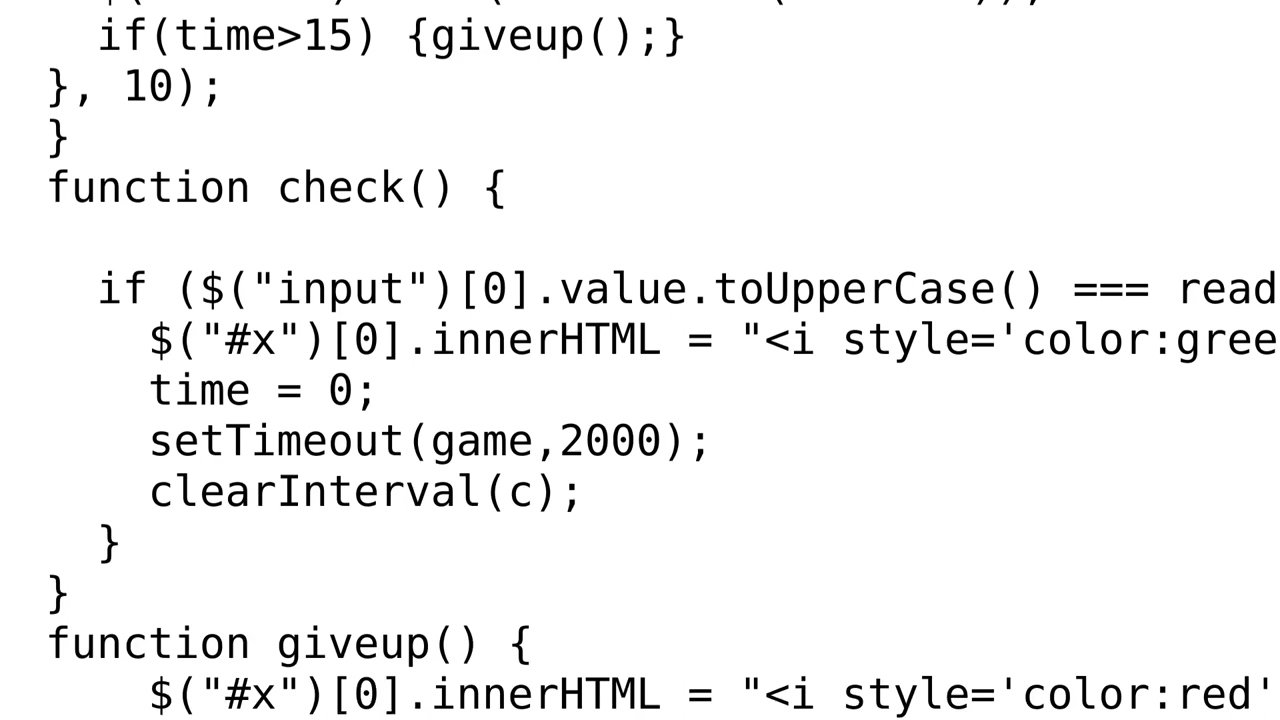 if(time>15) {giveup();}
}, 10);
}
function check() {

  if ($("input")[0].value.toUpperCase() === read
    $("#x")[0].innerHTML = "<i style='color:gree
    time = 0;
    setTimeout(game,2000);
    clearInterval(c);
  }
}
function giveup() {
    $("#x")[0].innerHTML = "<i style='color:red'